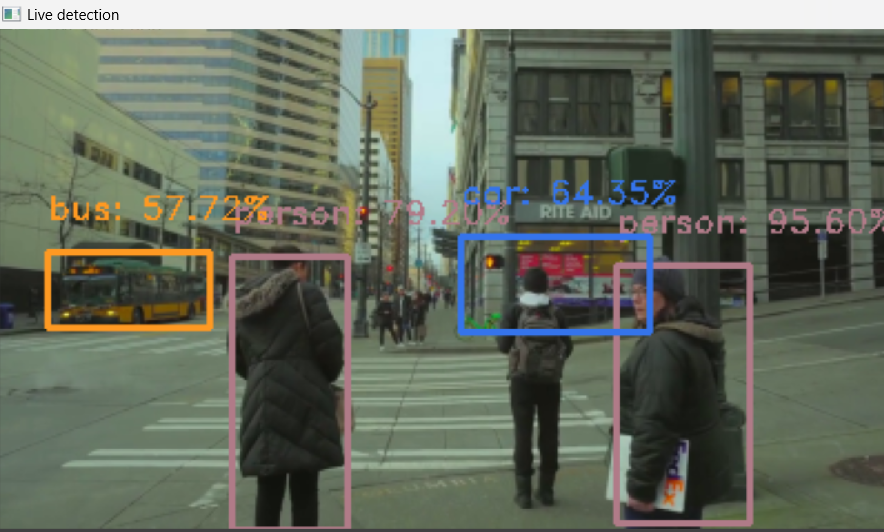 Live detection
car: 64.35%
bus: 57.72%
person: 79.20%
RITE AID
person: 95.60%
FedEx